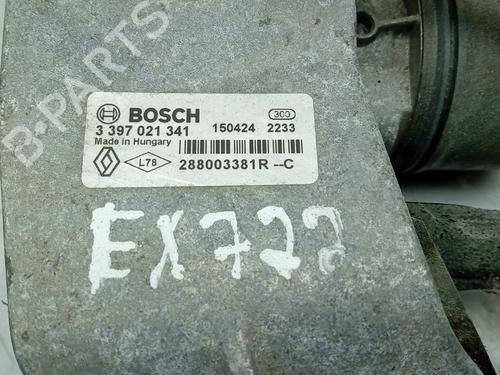 B-PARTS
BOSCH 300
3 397 021 341 150424 2233
Made in Hungary
L78 288003381R --C
EX722